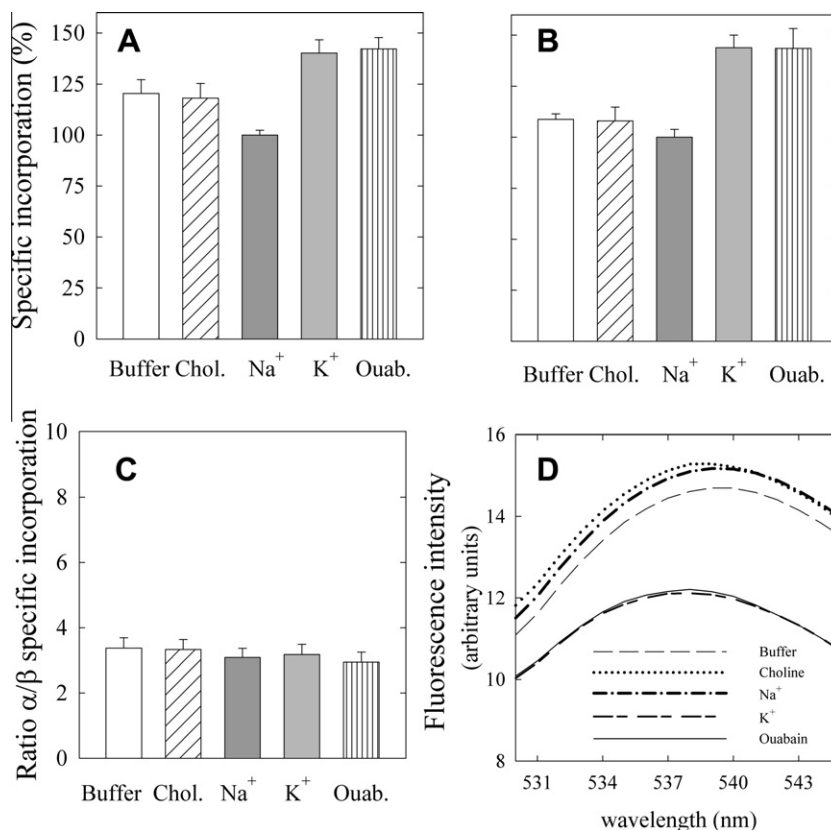 A
Specific incorporation (%)
150
125
100
75
50
25
0
Buffer Chol. Na⁺ K⁺ Ouab.
B
Buffer Chol. Na⁺ K⁺ Ouab.
C
Ratio α/β specific incorporation
10
8
6
4
2
0
Buffer Chol. Na⁺ K⁺ Ouab.
D
Fluorescence intensity
(arbitrary units)
16
14
12
10
8
Buffer
Choline
Na⁺
K⁺
Ouabain
531 534 537 540 543
wavelength (nm)